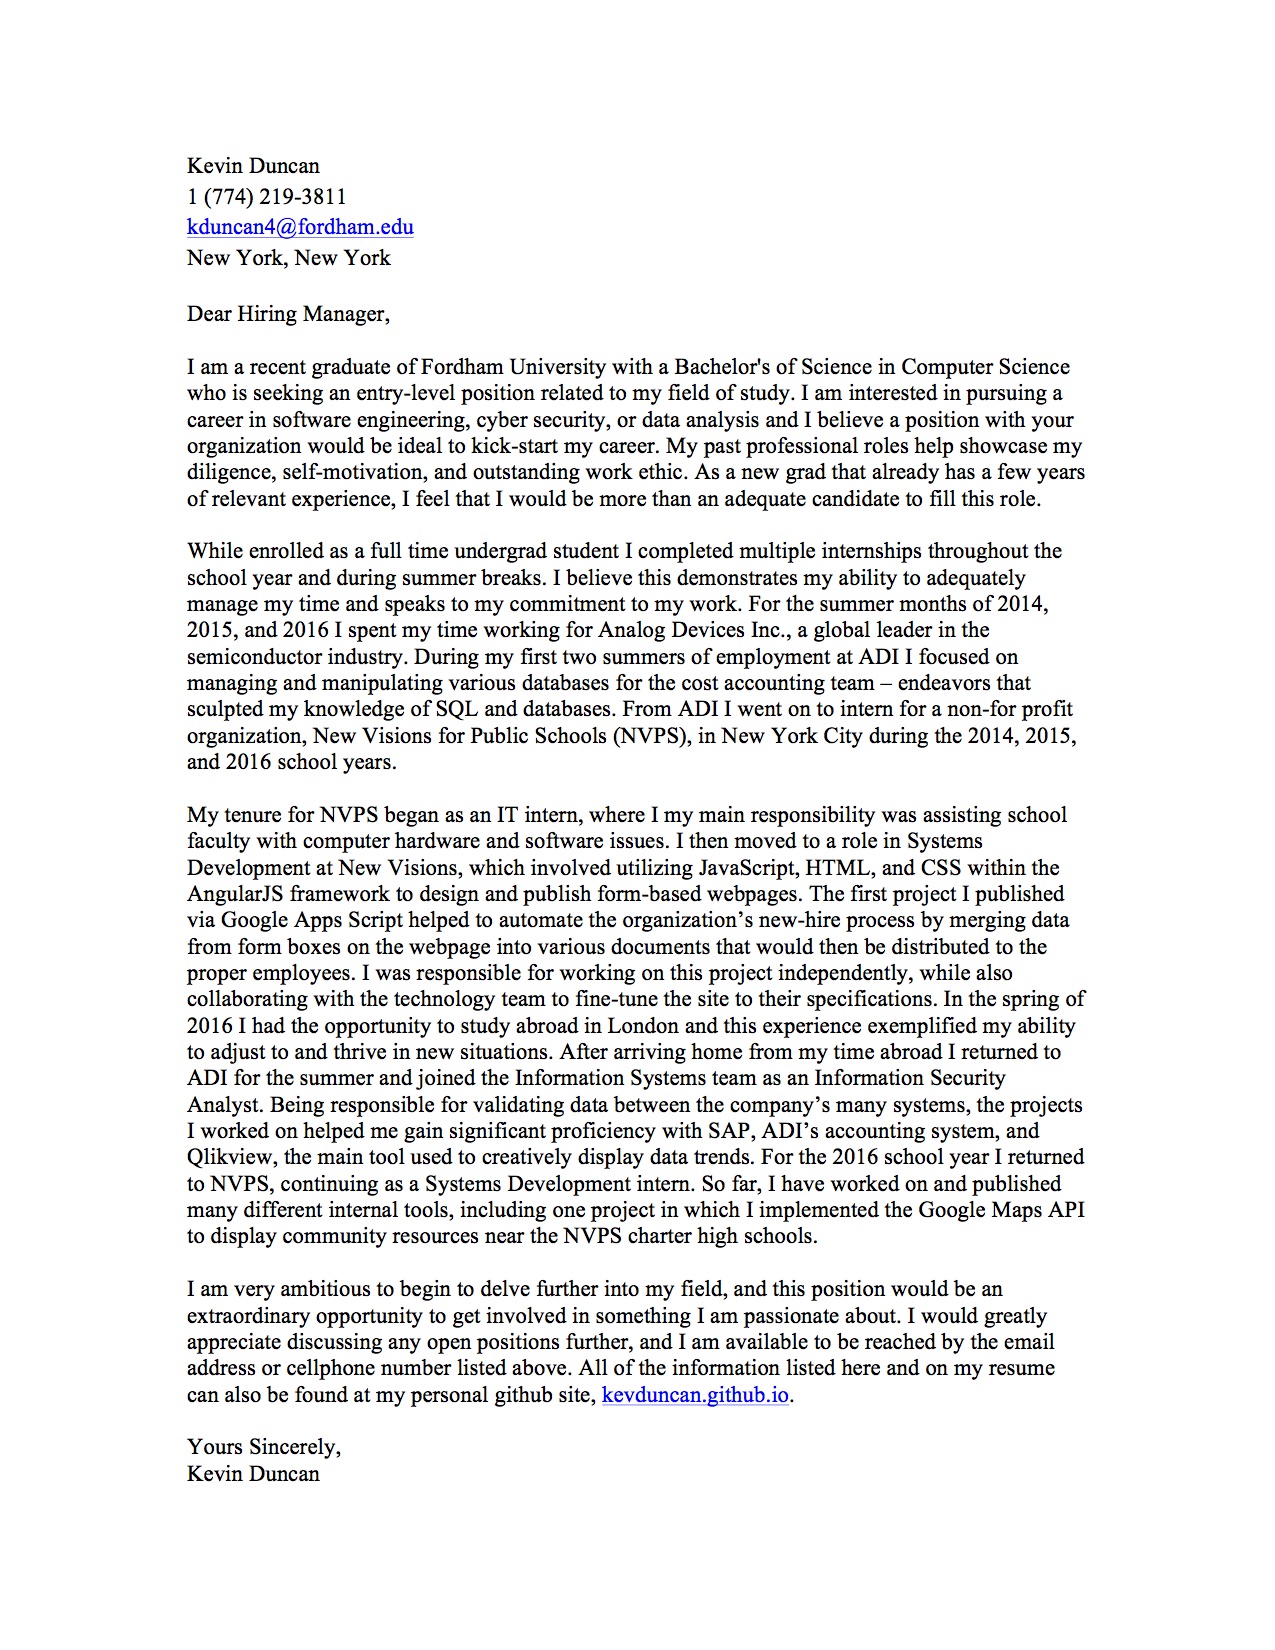 Kevin Duncan
1 (774) 219-3811
kduncan4@fordham.edu
New York, New York
Dear Hiring Manager,
I am a recent graduate of Fordham University with a Bachelor's of Science in Computer Science
who is seeking an entry-level position related to my field of study. I am interested in pursuing a
career in software engineering, cyber security, or data analysis and I believe a position with your
organization would be ideal to kick-start my career. My past professional roles help showcase my
diligence, self-motivation, and outstanding work ethic. As a new grad that already has a few years
of relevant experience, I feel that I would be more than an adequate candidate to fill this role.
While enrolled as a full time undergrad student I completed multiple internships throughout the
school year and during summer breaks. I believe this demonstrates my ability to adequately
manage my time and speaks to my commitment to my work. For the summer months of 2014,
2015, and 2016 I spent my time working for Analog Devices Inc., a global leader in the
semiconductor industry. During my first two summers of employment at ADI I focused on
managing and manipulating various databases for the cost accounting team – endeavors that
sculpted my knowledge of SQL and databases. From ADI I went on to intern for a non-for profit
organization, New Visions for Public Schools (NVPS), in New York City during the 2014, 2015,
and 2016 school years.
My tenure for NVPS began as an IT intern, where I my main responsibility was assisting school
faculty with computer hardware and software issues. I then moved to a role in Systems
Development at New Visions, which involved utilizing JavaScript, HTML, and CSS within the
AngularJS framework to design and publish form-based webpages. The first project I published
via Google Apps Script helped to automate the organization’s new-hire process by merging data
from form boxes on the webpage into various documents that would then be distributed to the
proper employees. I was responsible for working on this project independently, while also
collaborating with the technology team to fine-tune the site to their specifications. In the spring of
2016 I had the opportunity to study abroad in London and this experience exemplified my ability
to adjust to and thrive in new situations. After arriving home from my time abroad I returned to
ADI for the summer and joined the Information Systems team as an Information Security
Analyst. Being responsible for validating data between the company’s many systems, the projects
I worked on helped me gain significant proficiency with SAP, ADI’s accounting system, and
Qlikview, the main tool used to creatively display data trends. For the 2016 school year I returned
to NVPS, continuing as a Systems Development intern. So far, I have worked on and published
many different internal tools, including one project in which I implemented the Google Maps API
to display community resources near the NVPS charter high schools.
I am very ambitious to begin to delve further into my field, and this position would be an
extraordinary opportunity to get involved in something I am passionate about. I would greatly
appreciate discussing any open positions further, and I am available to be reached by the email
address or cellphone number listed above. All of the information listed here and on my resume
can also be found at my personal github site, kevduncan.github.io.
Yours Sincerely,
Kevin Duncan